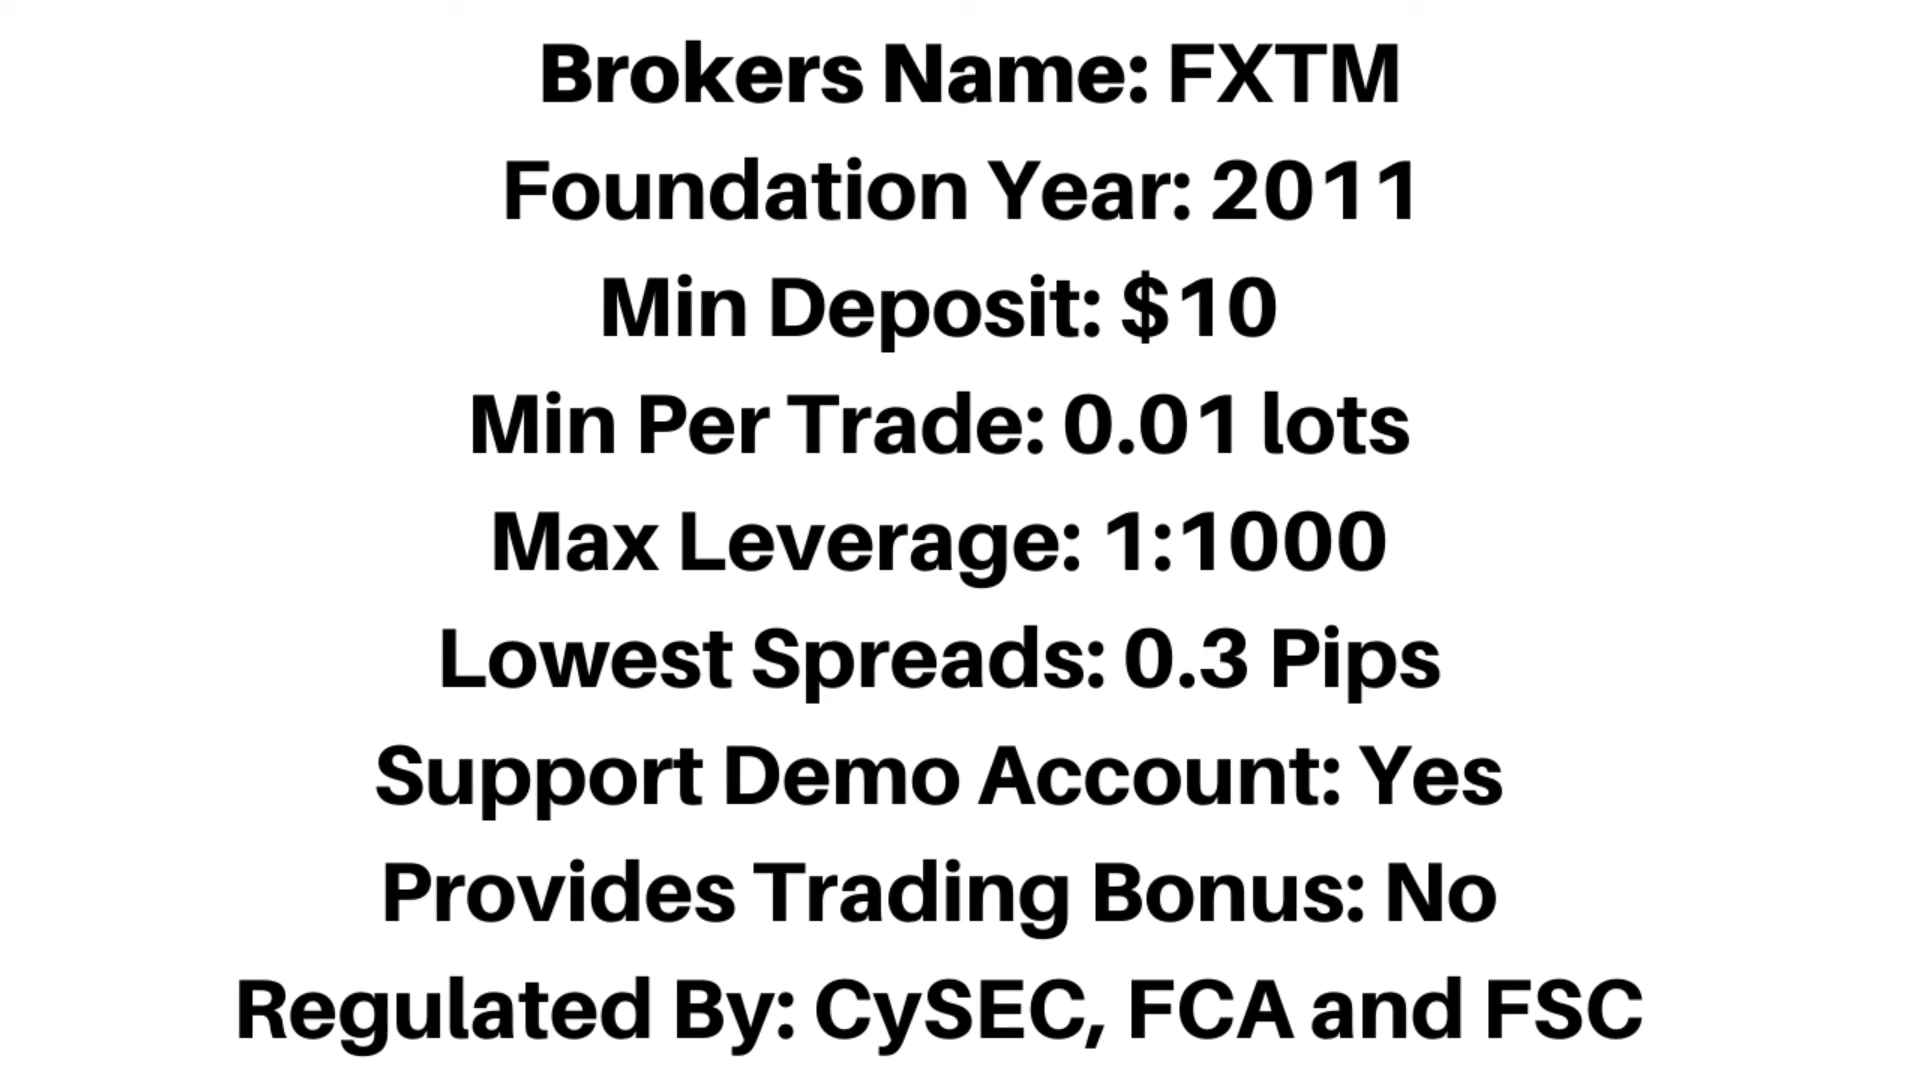 Brokers Name: FXTM
Foundation Year: 2011
Min Deposit: $10
Min Per Trade: 0.01 lots
Max Leverage: 1:1000
Lowest Spreads: 0.3 Pips
Support Demo Account: Yes
Provides Trading Bonus: No
Regulated By: CySEC, FCA and FSC